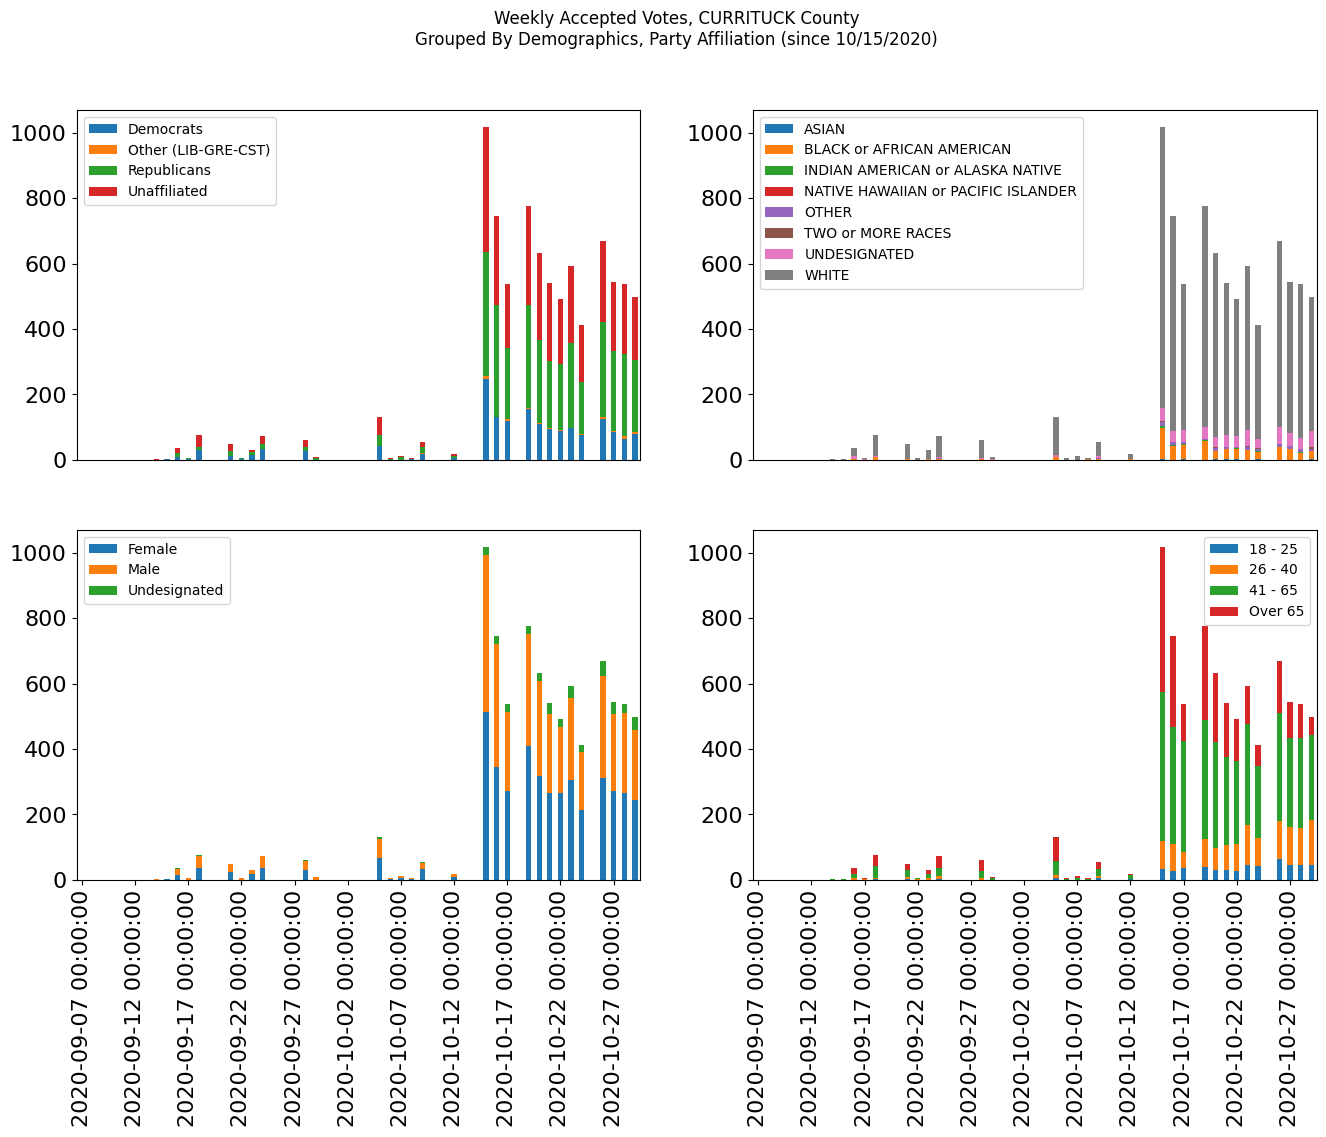 Weekly Accepted Votes, CURRITUCK County
Grouped By Demographics, Party Affiliation (since 10/15/2020)
1000
800
600
400
200
0
Democrats
Other (LIB-GRE-CST)
Republicans
Unaffiliated
1000
800
600
400
200
0
ASIAN
BLACK or AFRICAN AMERICAN
INDIAN AMERICAN or ALASKA NATIVE
NATIVE HAWAIIAN or PACIFIC ISLANDER
OTHER
TWO or MORE RACES
UNDESIGNATED
WHITE
1000
800
600
400
200
0
Female
Male
Undesignated
2020-09-07 00:00:00
2020-09-12 00:00:00
2020-09-17 00:00:00
2020-09-22 00:00:00
2020-09-27 00:00:00
2020-10-02 00:00:00
2020-10-07 00:00:00
2020-10-12 00:00:00
2020-10-17 00:00:00
2020-10-22 00:00:00
2020-10-27 00:00:00
1000
800
600
400
200
0
18 - 25
26 - 40
41 - 65
Over 65
2020-09-07 00:00:00
2020-09-12 00:00:00
2020-09-17 00:00:00
2020-09-22 00:00:00
2020-09-27 00:00:00
2020-10-02 00:00:00
2020-10-07 00:00:00
2020-10-12 00:00:00
2020-10-17 00:00:00
2020-10-22 00:00:00
2020-10-27 00:00:00